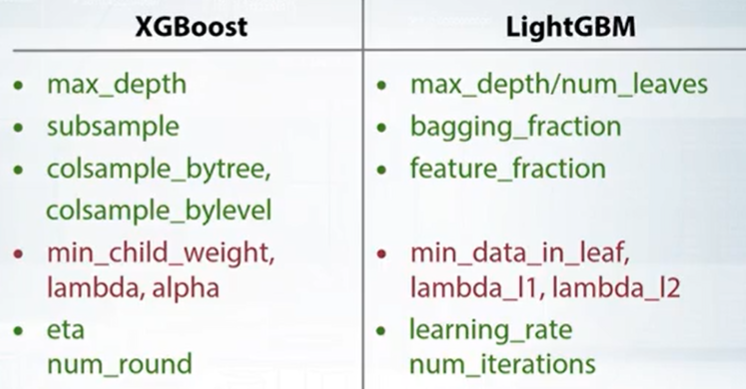 XGBoost
LightGBM
• max_depth
• max_depth/num_leaves
• subsample
• bagging_fraction
• colsample_bytree,
• feature_fraction
colsample_bylevel
• min_child_weight,
• min_data_in_leaf,
lambda, alpha
lambda_l1, lambda_l2
• eta
• learning_rate
num_round
num_iterations